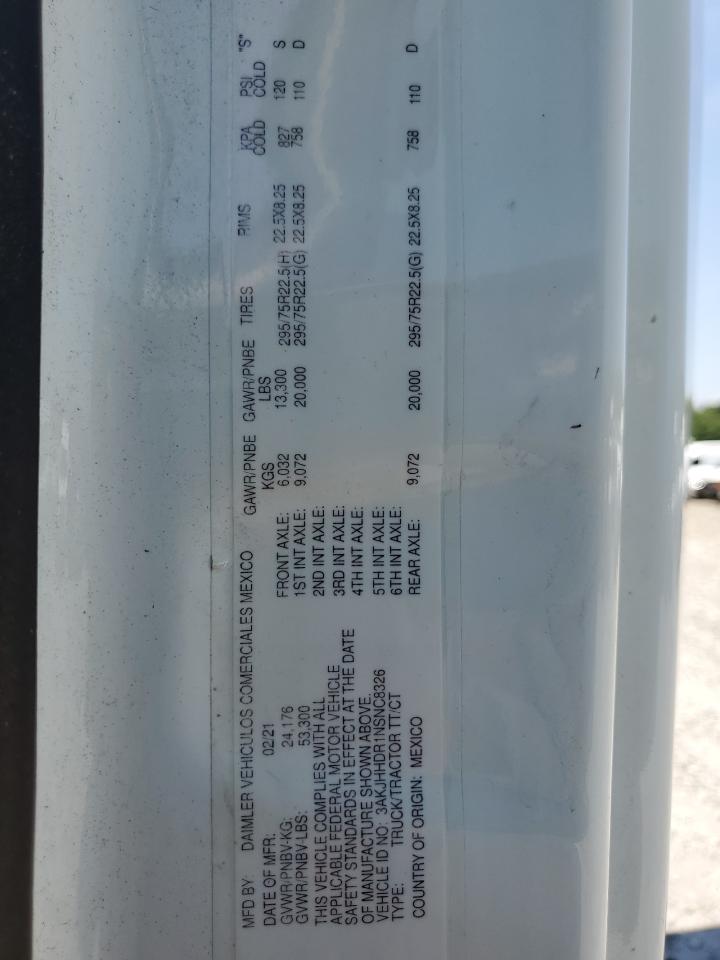 MFD BY: DAIMLER VEHICULOS COMERCIALES MEXICO
DATE OF MFR: 02/21
GVWR/PNBV-KG: 24,176
GVWR/PNBV-LBS: 53,300
THIS VEHICLE COMPLIES WITH ALL
APPLICABLE FEDERAL MOTOR VEHICLE
SAFETY STANDARDS IN EFFECT AT THE DATE
OF MANUFACTURE SHOWN ABOVE.
VEHICLE ID NO: 3AKJHHDR1NSNC8326
TYPE: TRUCK/TRACTOR TT/CT
COUNTRY OF ORIGIN: MEXICO
GAWR/PNBE GAWR/PNBE TIRES RIMS KPA PSI "S"
KGS LBS COLD COLD
FRONT AXLE: 6,032 13,300 295/75R22.5(H) 22.5X8.25 827 120 S
1ST INT AXLE: 9,072 20,000 295/75R22.5(G) 22.5X8.25 758 110 D
2ND INT AXLE:
3RD INT AXLE:
4TH INT AXLE:
5TH INT AXLE:
6TH INT AXLE:
REAR AXLE: 9,072 20,000 295/75R22.5(G) 22.5X8.25 758 110 D